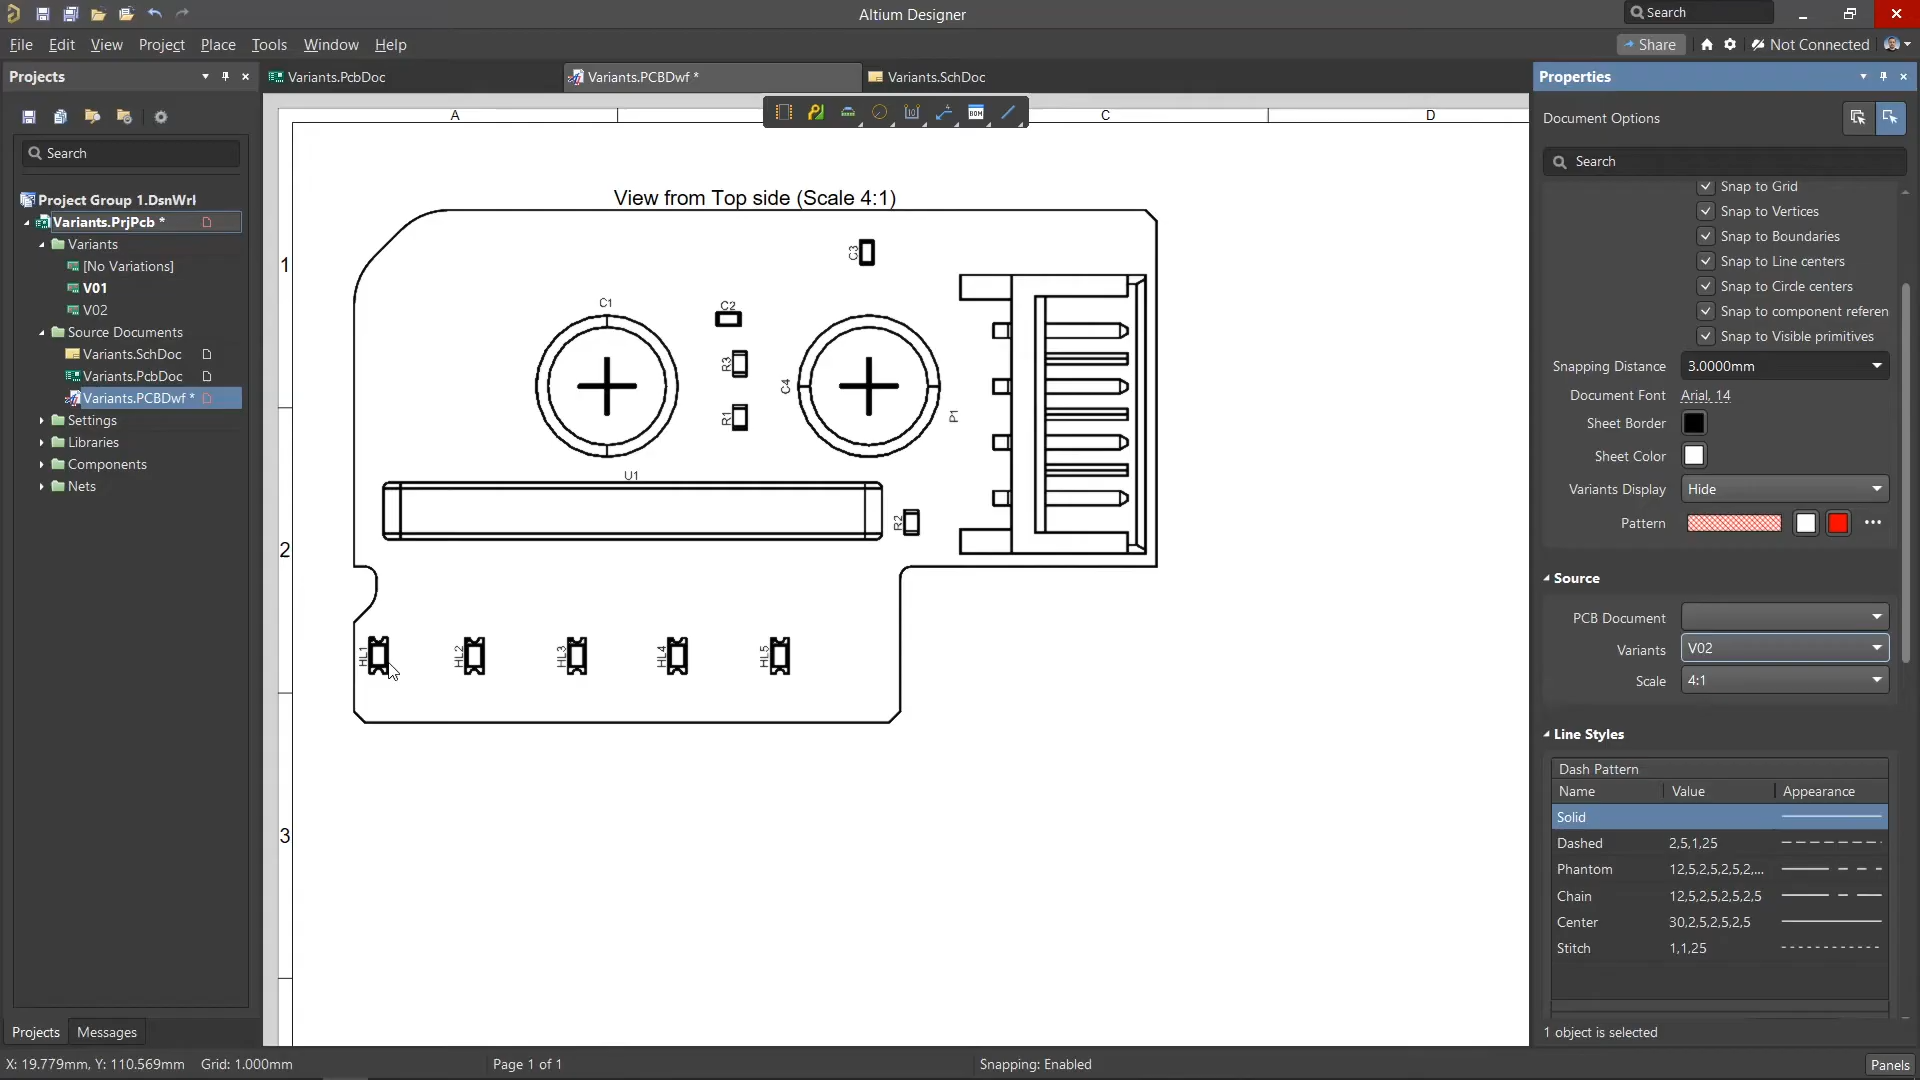 Altium Designer
Search
File Edit View Project Place Tools Window Help
Share
Not Connected
Projects
Variants.PcbDoc
Variants.PCBDwf *
Variants.SchDoc
Properties
Search
Project Group 1.DsnWrl
Variants.PrjPcb *
Variants
[No Variations]
V01
V02
Source Documents
Variants.SchDoc
Variants.PcbDoc
Variants.PCBDwf *
Settings
Libraries
Components
Nets
Projects
Messages
A
C
D
BOM
View from Top side (Scale 4:1)
1
2
3
C3
C1
C2
R3
C4
R1
P1
U1
R2
HL1
HL2
HL3
HL4
HL5
Document Options
Search
Snap to Grid
Snap to Vertices
Snap to Boundaries
Snap to Line centers
Snap to Circle centers
Snap to component referen
Snap to Visible primitives
Snapping Distance 3.0000mm
Document Font Arial, 14
Sheet Border
Sheet Color
Variants Display Hide
Pattern
Source
PCB Document
Variants V02
Scale 4:1
Line Styles
Dash Pattern
Name Value Appearance
Solid
Dashed 2,5,1,25
Phantom 12,5,2,5,2,5,2,...
Chain 12,5,2,5,2,5,2,5
Center 30,2,5,2,5,2,5
Stitch 1,1,25
1 object is selected
X: 19.779mm, Y: 110.569mm Grid: 1.000mm
Page 1 of 1
Snapping: Enabled
Panels